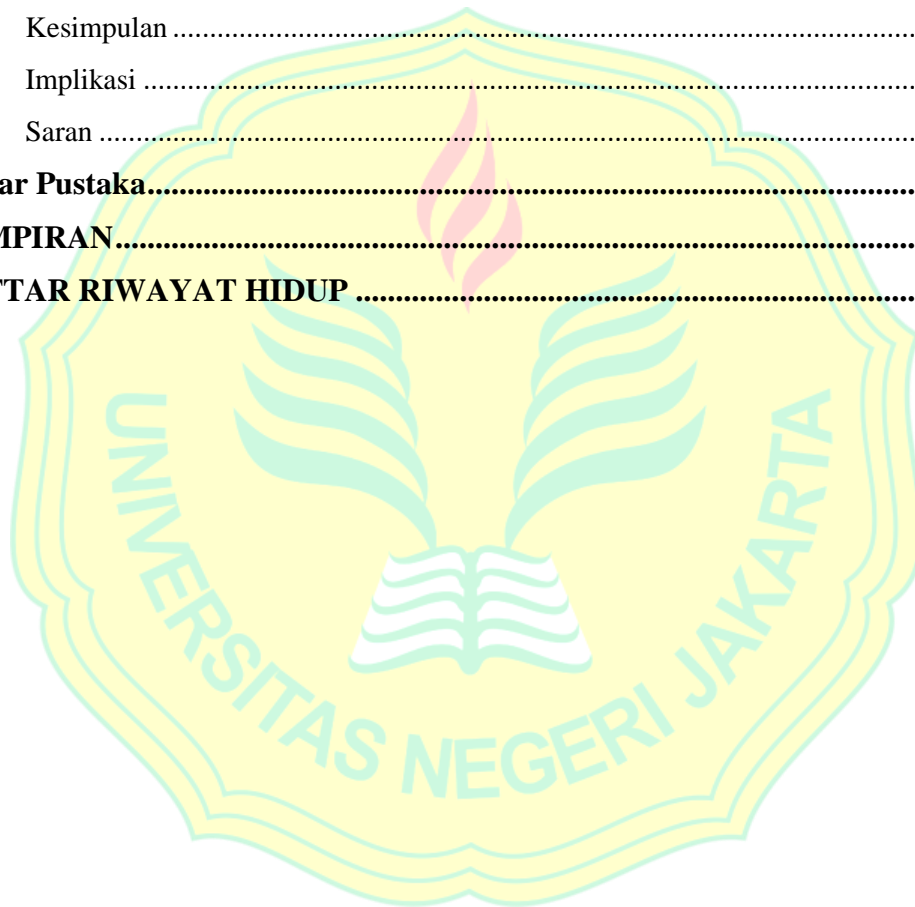 Kesimpulan ..............................................................................................
Implikasi ..................................................................................................
Saran ........................................................................................................
ar Pustaka................................................................................................
MPIRAN....................................................................................................
TAR RIWAYAT HIDUP ......................................................................
UNIVERSITAS NEGERI JAKARTA